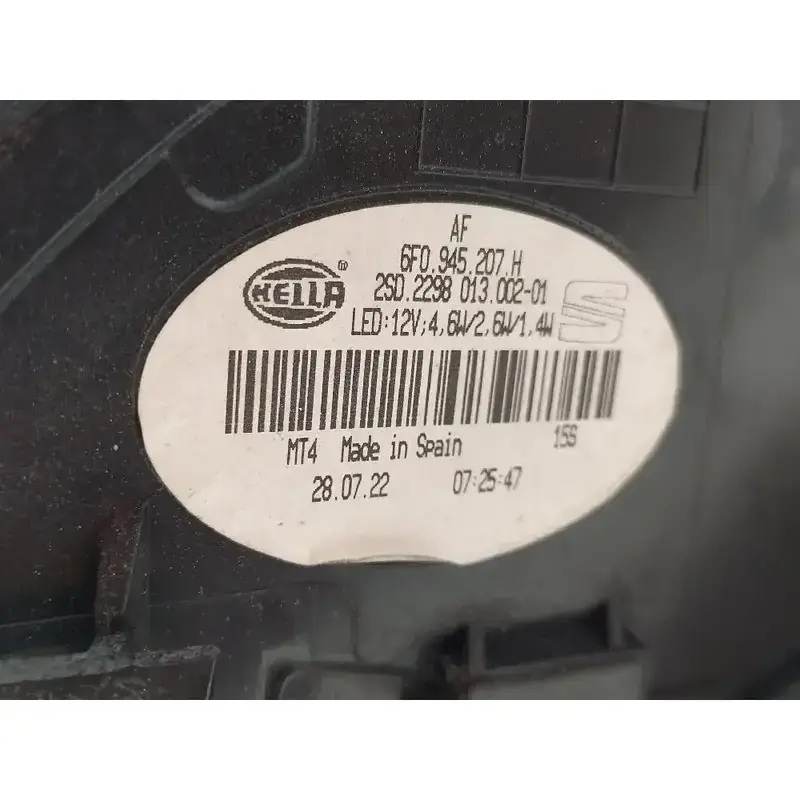 AF
6F0.945.207.H
HELLA ®
2SD.2298 013.002-01
LED:12V;4,6W/2,6W/1,4W
MT4 Made in Spain 15S
28.07.22 07:25:47